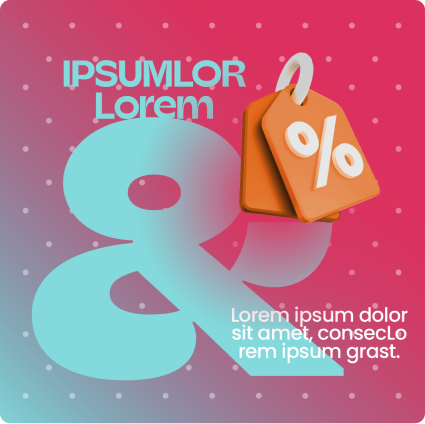 IPSUMLOR
Lorem
&
%
Lorem ipsum dolor
sit amet, consecLo
rem ipsum grast.